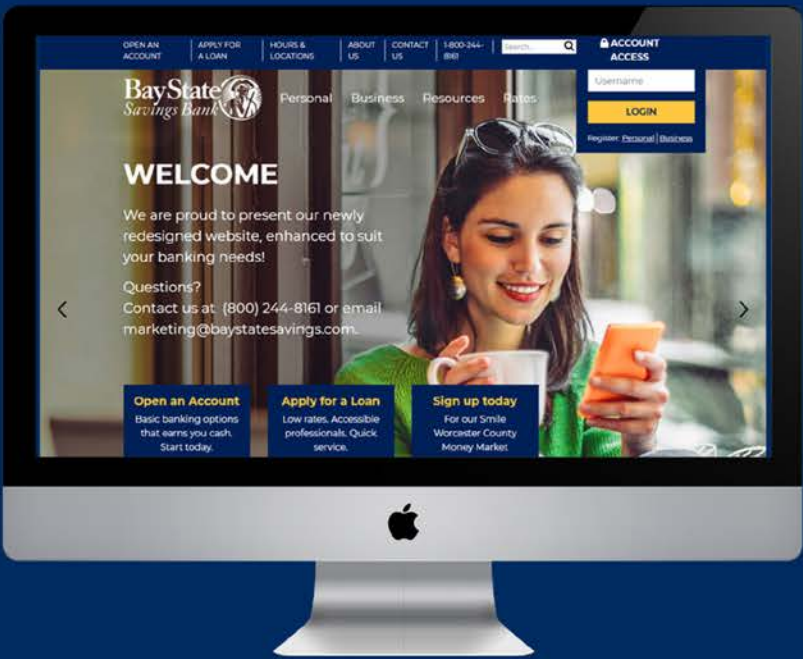 OPEN AN
ACCOUNT
APPLY FOR
A LOAN
HOURS &
LOCATIONS
ABOUT
US
CONTACT
US
1-800-244-
8161
Search...
ACCOUNT
ACCESS
Username
LOGIN
Register: Personal | Business
BayState
Savings Bank
Personal
Business
Resources
Rates
WELCOME
We are proud to present our newly
redesigned website, enhanced to suit
your banking needs!
Questions?
Contact us at (800) 244-8161 or email
marketing@baystatesavings.com.
Open an Account
Basic banking options
that earns you cash.
Start today.
Apply for a Loan
Low rates. Accessible
professionals. Quick
service.
Sign up today
For our Smile
Worcester County
Money Market